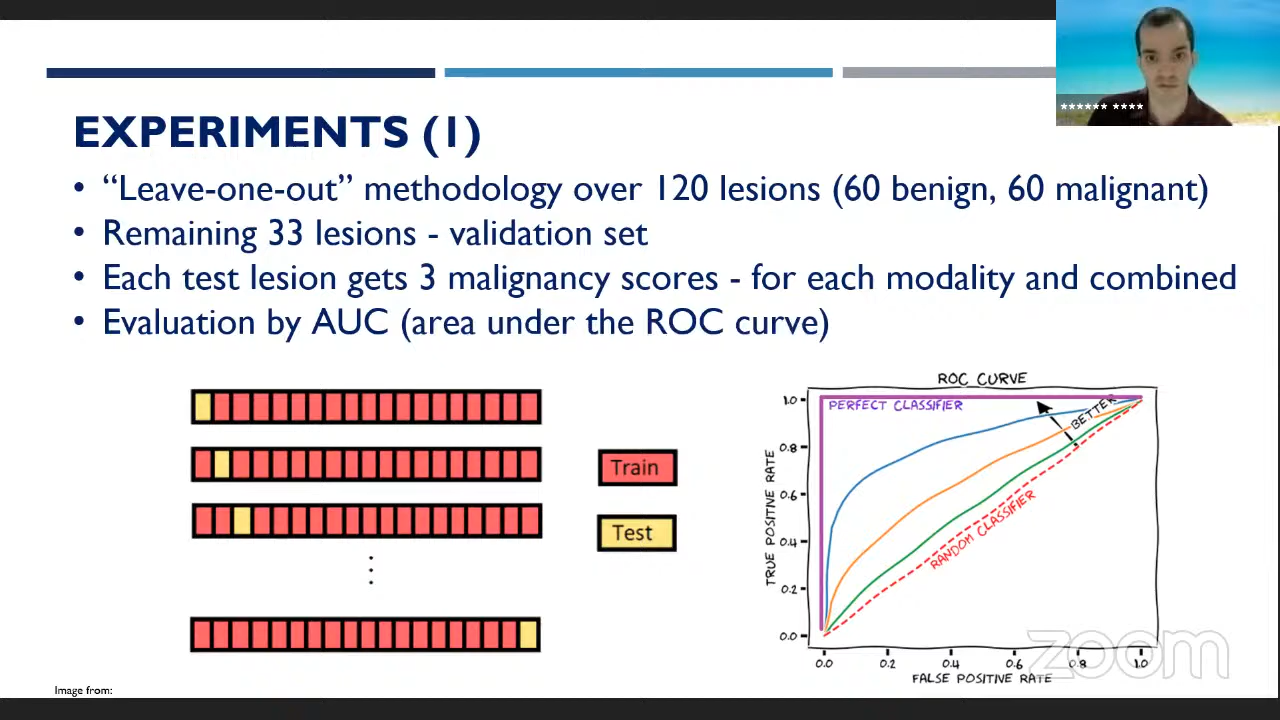 ****** ****
EXPERIMENTS (1)
• “Leave-one-out” methodology over 120 lesions (60 benign, 60 malignant)
• Remaining 33 lesions - validation set
• Each test lesion gets 3 malignancy scores - for each modality and combined
• Evaluation by AUC (area under the ROC curve)
Train
Test
ROC CURVE
PERFECT CLASSIFIER
BETTER
RANDOM CLASSIFIER
TRUE POSITIVE RATE
1.0
0.8
0.6
0.4
0.2
0.0
0.0 0.2 0.4 0.6 0.8 1.0
FALSE POSITIVE RATE
zoom
Image from: